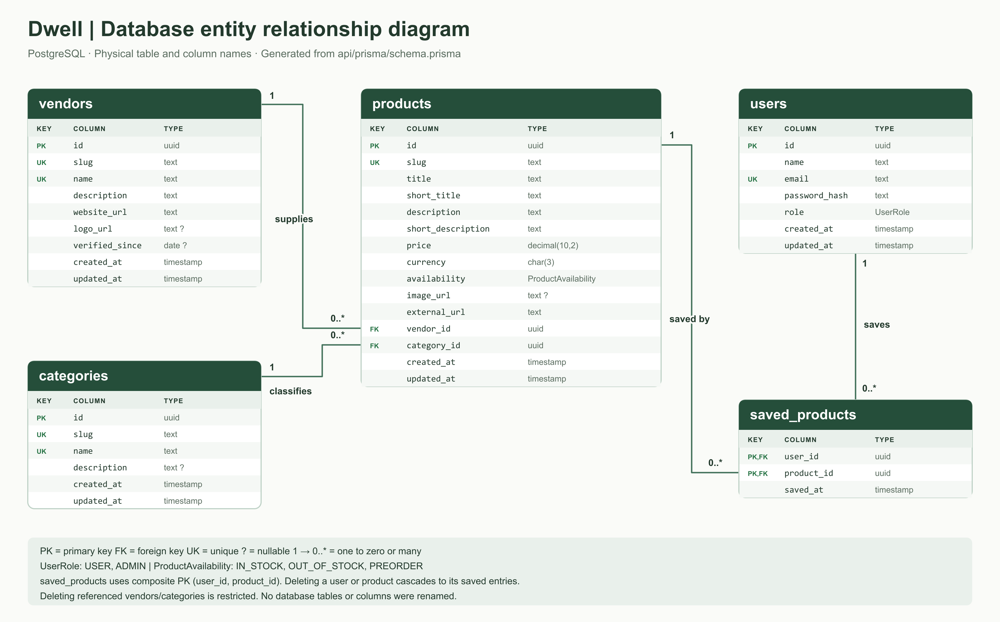 Dwell | Database entity relationship diagram
PostgreSQL · Physical table and column names · Generated from api/prisma/schema.prisma
vendors
KEY COLUMN TYPE
PK id uuid
UK slug text
UK name text
description text
website_url text
logo_url text ?
verified_since date ?
created_at timestamp
updated_at timestamp
1
supplies
0..*
products
KEY COLUMN TYPE
PK id uuid
UK slug text
title text
short_title text
description text
short_description text
price decimal(10,2)
currency char(3)
availability ProductAvailability
image_url text ?
external_url text
FK vendor_id uuid
FK category_id uuid
created_at timestamp
updated_at timestamp
1
saved by
0..*
users
KEY COLUMN TYPE
PK id uuid
name text
UK email text
password_hash text
role UserRole
created_at timestamp
updated_at timestamp
1
saves
0..*
categories
KEY COLUMN TYPE
PK id uuid
UK slug text
UK name text
description text ?
created_at timestamp
updated_at timestamp
1
classifies
0..*
saved_products
KEY COLUMN TYPE
PK,FK user_id uuid
PK,FK product_id uuid
saved_at timestamp
PK = primary key FK = foreign key UK = unique ? = nullable 1 → 0..* = one to zero or many
UserRole: USER, ADMIN | ProductAvailability: IN_STOCK, OUT_OF_STOCK, PREORDER
saved_products uses composite PK (user_id, product_id). Deleting a user or product cascades to its saved entries.
Deleting referenced vendors/categories is restricted. No database tables or columns were renamed.